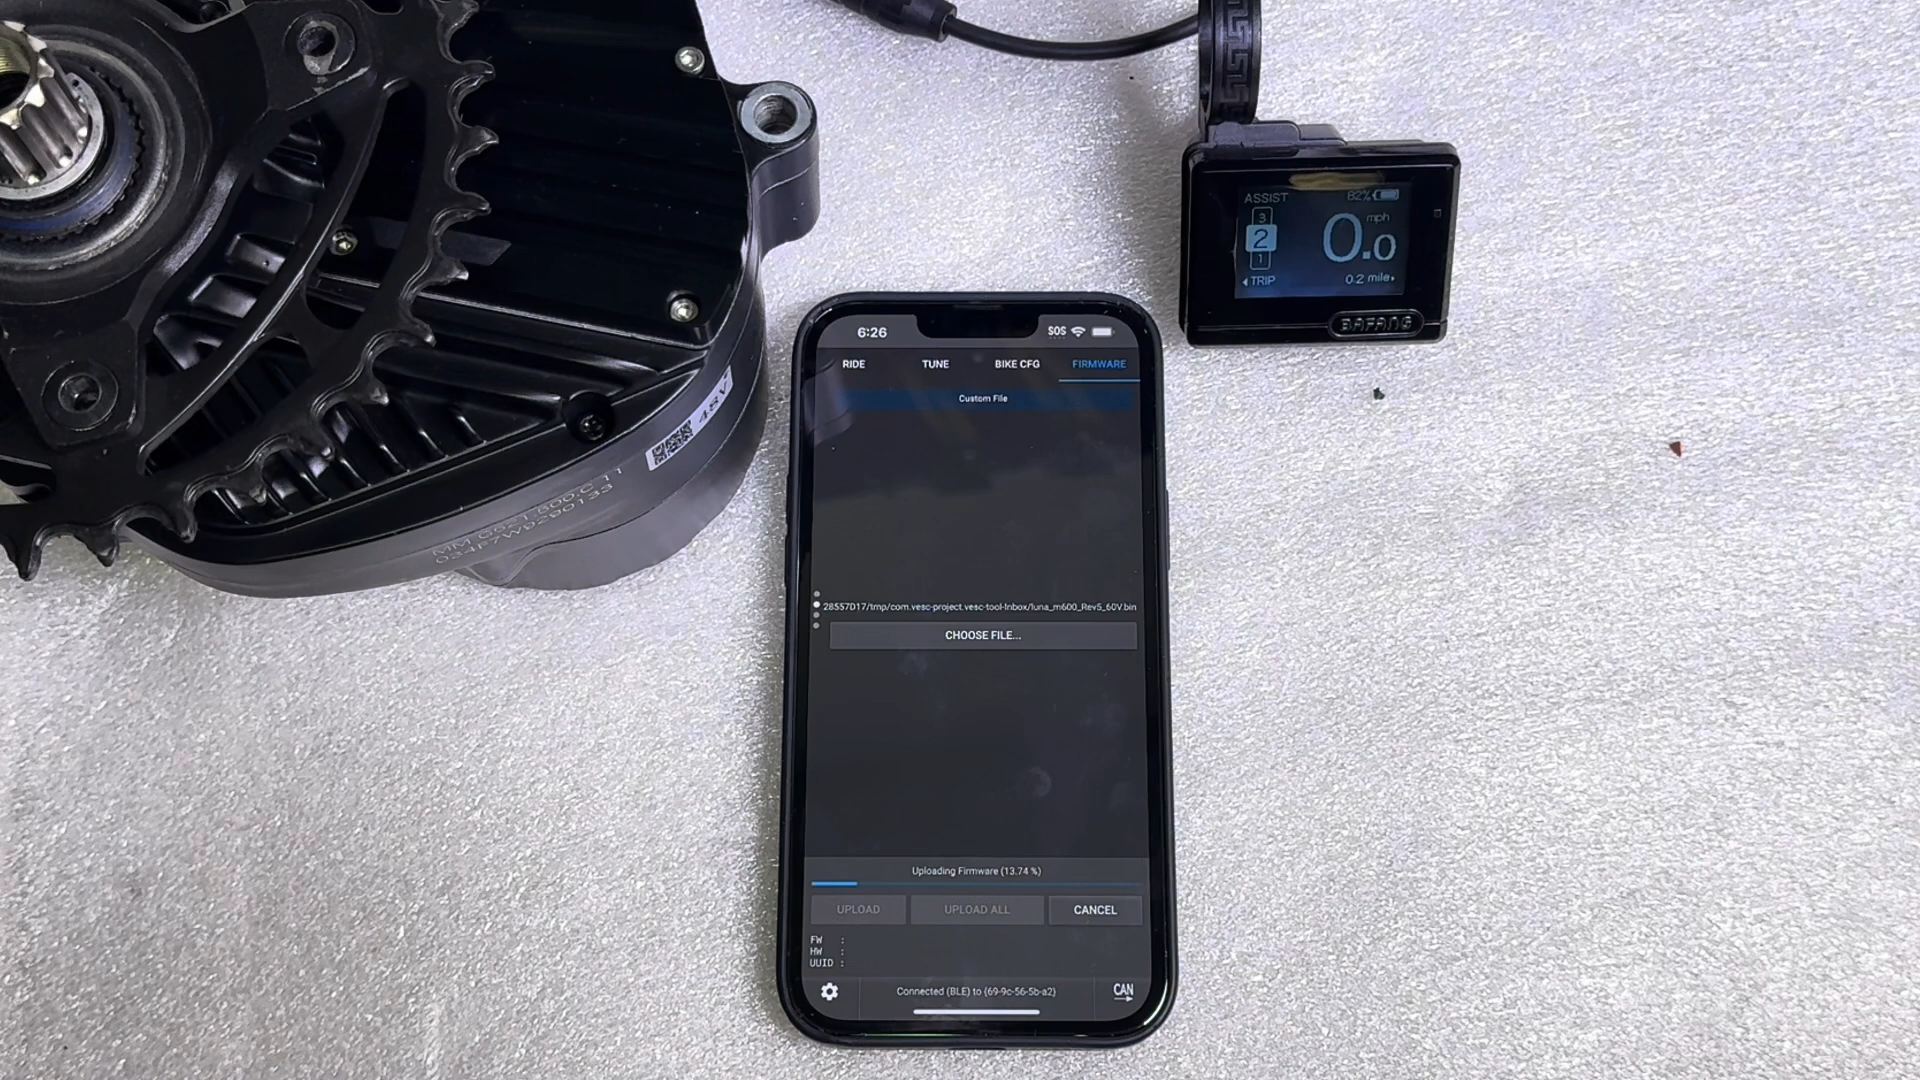 ASSIST
82%
3
2
1
0.0 mph
TRIP
0.2 mile
BAFANG
48V
6:26
SOS
RIDE TUNE BIKE CFG FIRMWARE
Custom File
28557D17/tmp/com.vesc-project.vesc-tool-Inbox/luna_m600_Rev5_60V.bin
CHOOSE FILE...
Uploading Firmware (13.74 %)
UPLOAD UPLOAD ALL CANCEL
FW :
HW :
UUID :
Connected (BLE) to {69-9c-56-5b-a2}
CAN